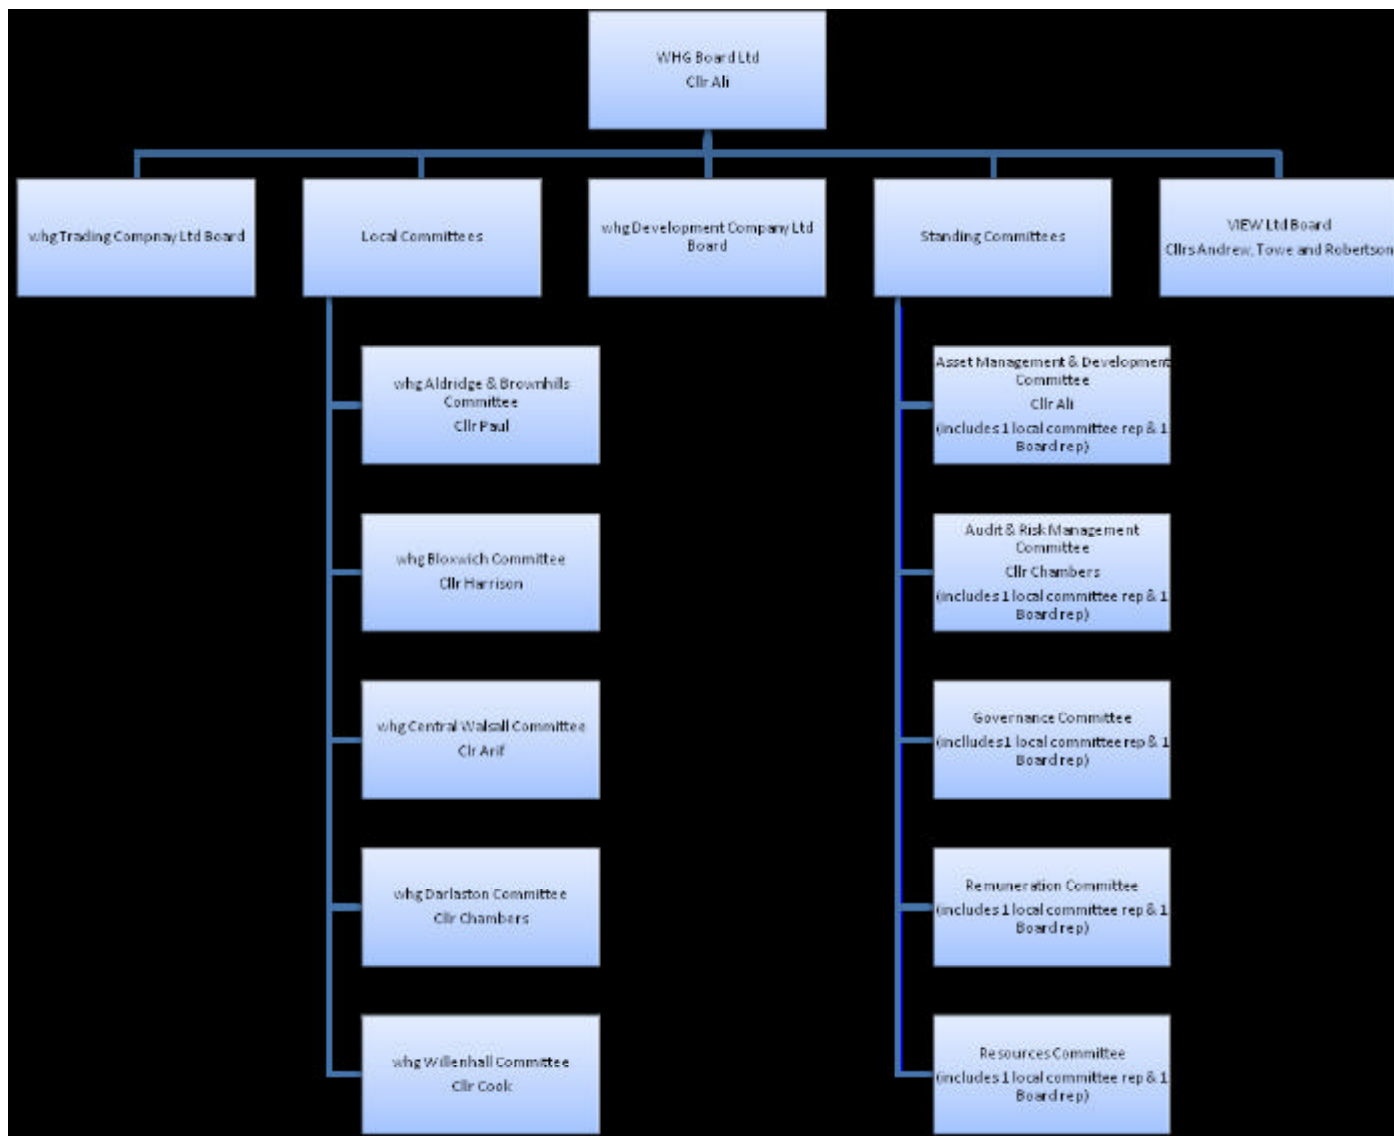 WHG Board Ltd
Cllr Ali
whg Trading Compnay Ltd Board
Local Committees
whg Development Company Ltd
Board
Standing Committees
VIEW Ltd Board
Cllrs Andrew, Towe and Robertson
whg Aldridge & Brownhills
Committee
Cllr Paul
whg Bloxwich Committee
Cllr Harrison
whg Central Walsall Committee
Clr Arif
whg Darlaston Committee
Cllr Chambers
whg Willenhall Committee
Cllr Cook
Asset Management & Development
Committee
Cllr Ali
(includes 1 local committee rep & 1
Board rep)
Audit & Risk Management
Committee
Cllr Chambers
(includes 1 local committee rep & 1
Board rep)
Governance Committee
(inclludes 1 local committee rep & 1
Board rep)
Remuneration Committee
(includes 1 local committee rep & 1
Board rep)
Resources Committee
(includes 1 local committee rep & 1
Board rep)